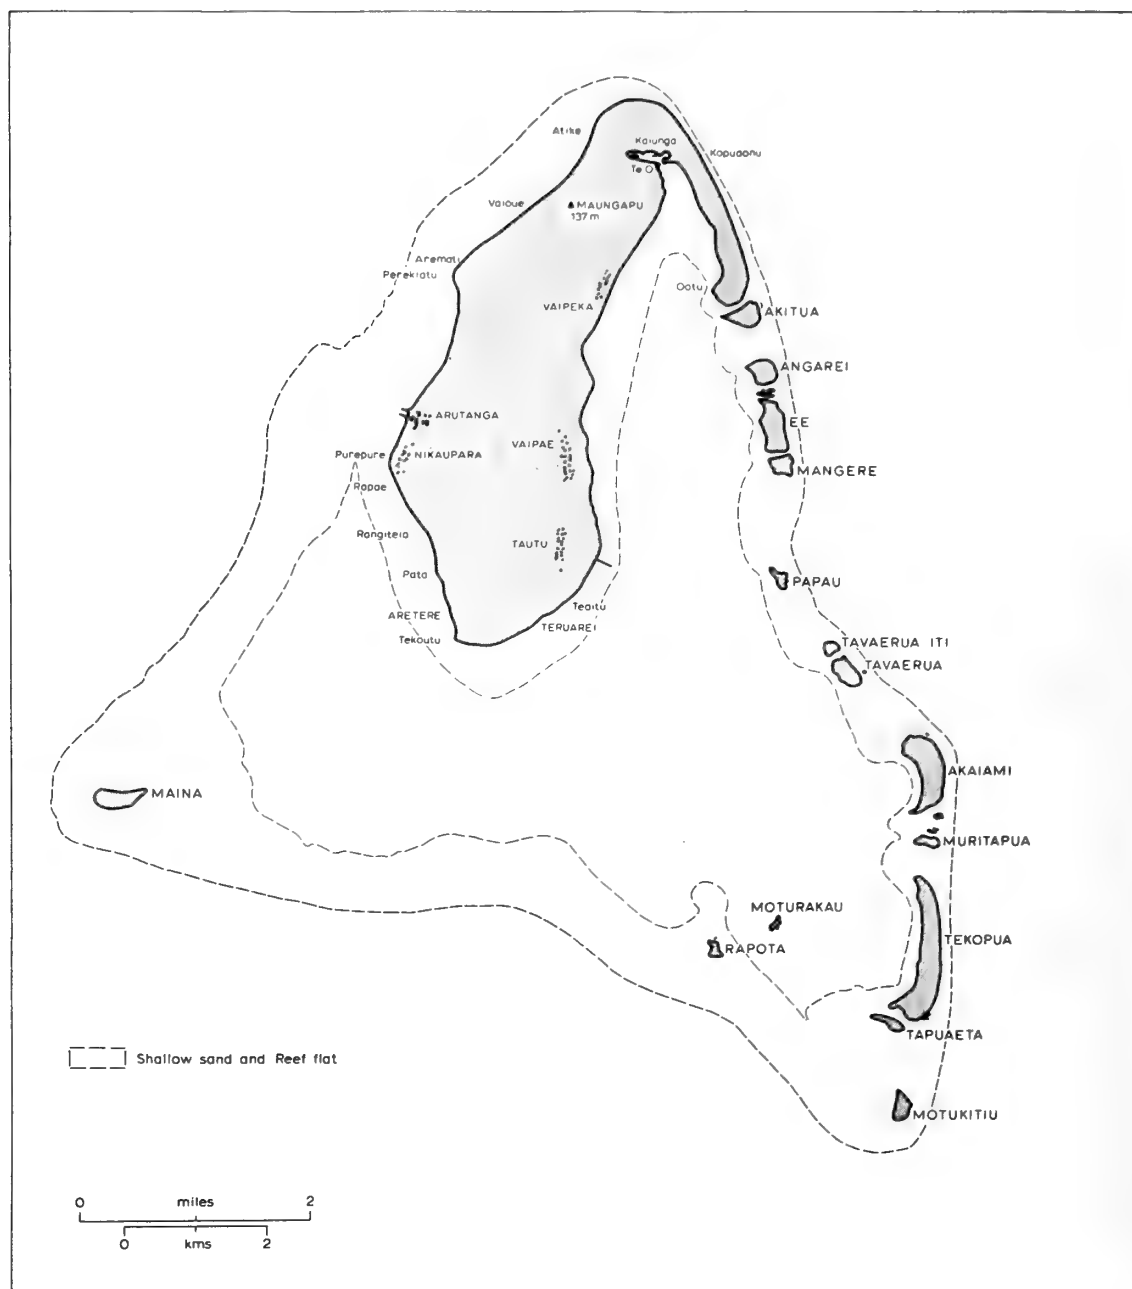 Atike
Kaiunga
Kopuaonu
Te O
Vaioue
MAUNGAPU
137 m
Aremati
Perekiatu
Ootu
VAIPEKA
AKITUA
ANGAREI
ARUTANGA
EE
VAIPAE
Purepure
NIKAUPARA
MANGERE
Rapae
Rangiteia
TAUTU
Pata
PAPAU
Teaitu
ARETERE
TERUAREI
Tekoutu
TAVAERUA ITI
TAVAERUA
AKAIAMI
MAINA
MURITAPUA
MOTURAKAU
RAPOTA
TEKOPUA
TAPUAETA
Shallow sand and Reef flat
MOTUKITIU
0 miles 2
0 kms 2